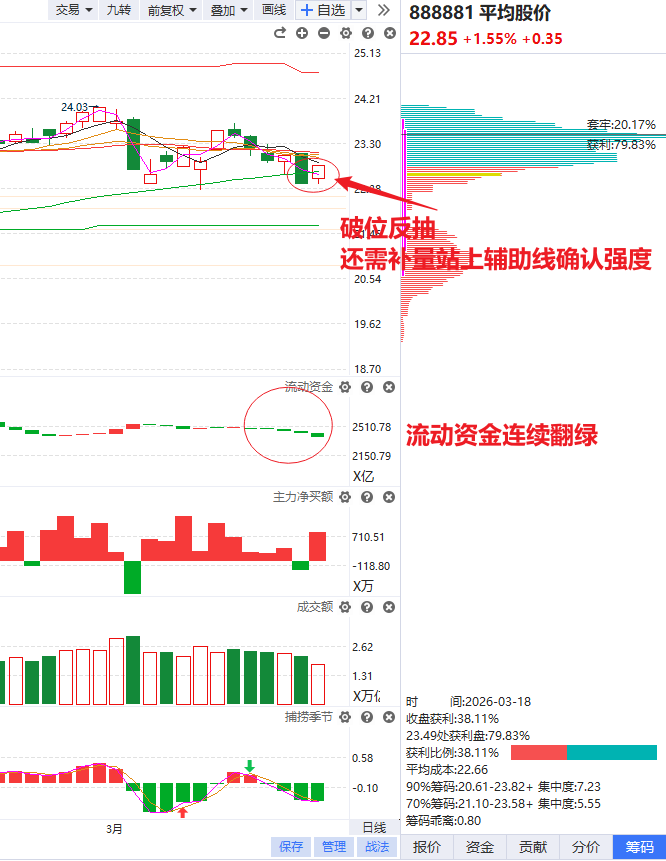 交易 九转 前复权 叠加 画线 + 自选
888881 平均股价
22.85 +1.55% +0.35
25.13
24.21
24.03
23.30
套牢:20.17%
获利:79.83%
22.38
破位反抽
21.46
还需补量站上辅助线确认强度
20.54
19.62
18.70
流动资金
流动资金连续翻绿
2510.78
2150.79
X亿
主力净买额
710.51
-118.80
X万
成交额
2.62
1.31
X万亿
捕捞季节
0.58
-0.10
3月
日线
保存 管理 战法
时 间:2026-03-18
收盘获利:38.11%
23.49处获利盘:79.83%
获利比例:38.11%
平均成本:22.66
90%筹码:20.61-23.82+ 集中度:7.23
70%筹码:21.10-23.58+ 集中度:5.55
筹码乖离:0.80
报价 资金 贡献 分价 筹码